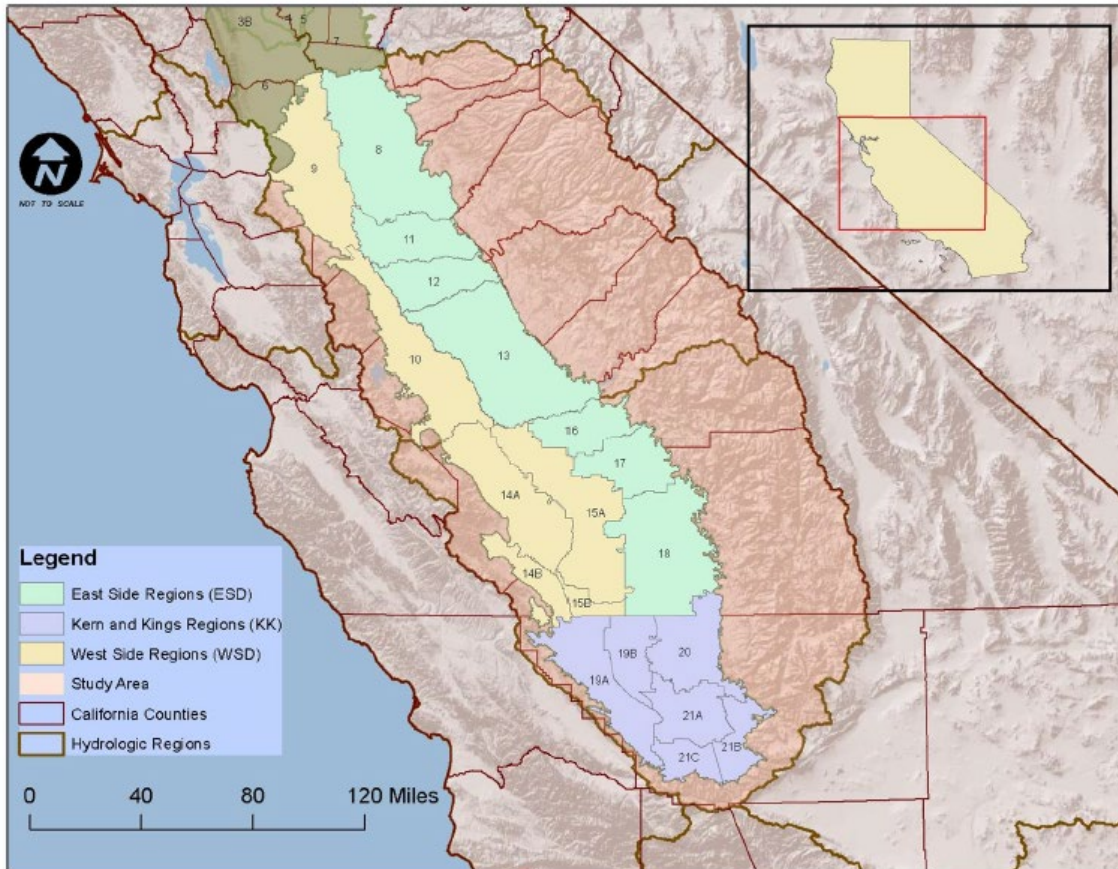 3B
4
5
7
6
8
9
N
NOT TO SCALE
11
12
10
13
16
17
14A
15A
18
14B
15B
19B
20
19A
21A
21B
21C
Legend
East Side Regions (ESD)
Kern and Kings Regions (KK)
West Side Regions (WSD)
Study Area
California Counties
Hydrologic Regions
0 40 80 120 Miles